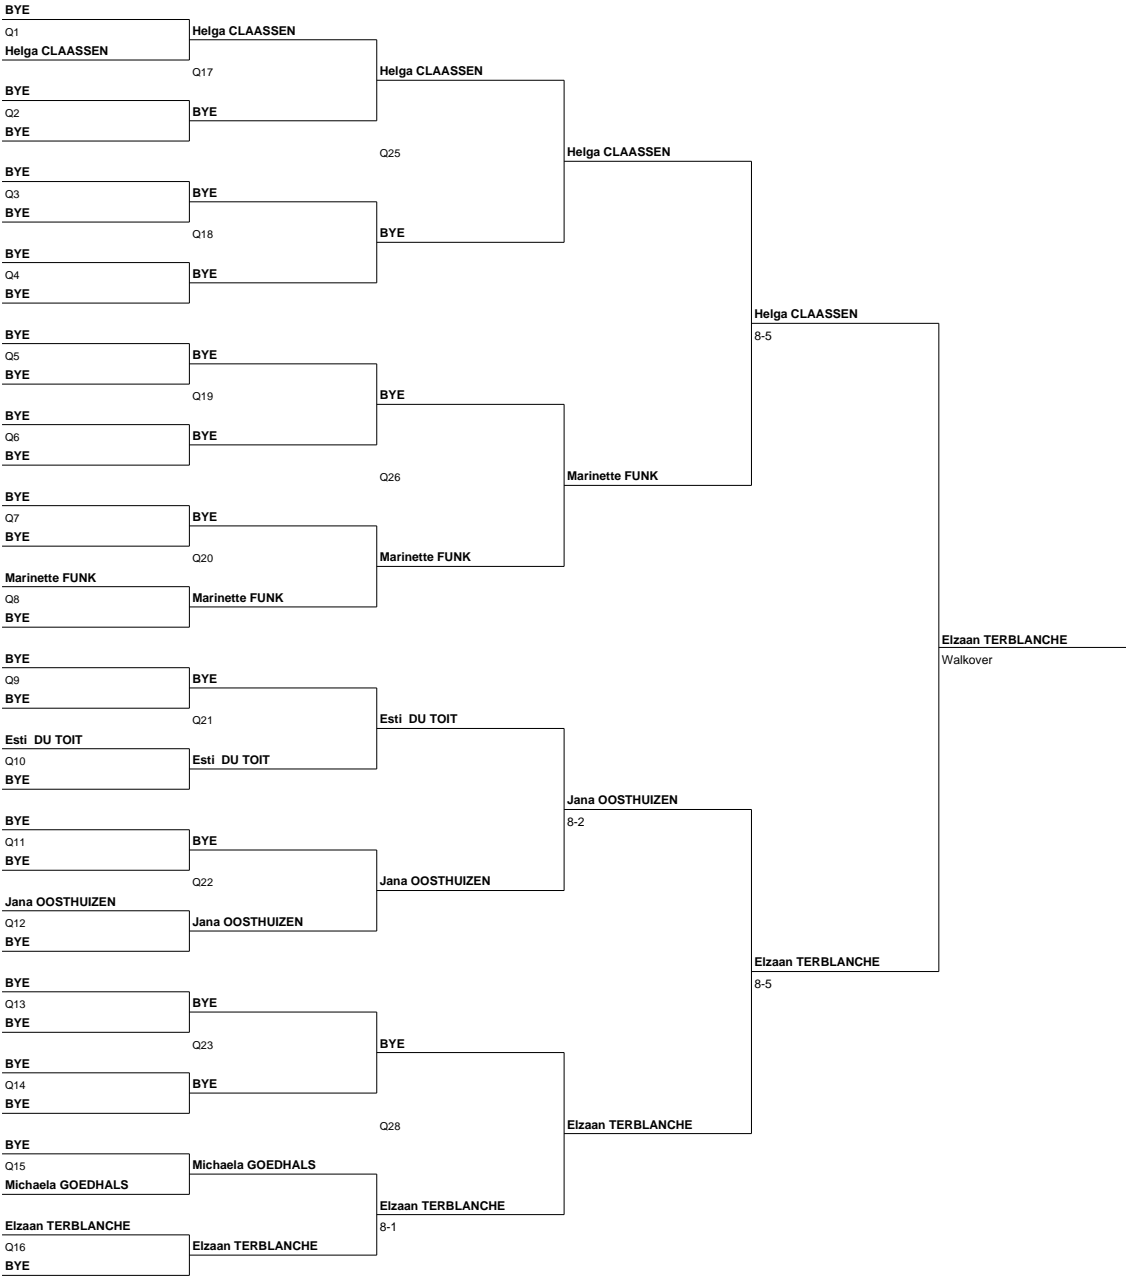 BYE
Q1
Helga CLAASSEN
Helga CLAASSEN
Q17
Helga CLAASSEN
BYE
Q2
BYE
BYE
Q25
Helga CLAASSEN
BYE
Q3
BYE
BYE
Q18
BYE
BYE
Q4
BYE
BYE
Helga CLAASSEN
8-5
BYE
Q5
BYE
BYE
Q19
BYE
BYE
Q6
BYE
BYE
Q26
Marinette FUNK
BYE
Q7
BYE
BYE
Q20
Marinette FUNK
Marinette FUNK
Q8
BYE
Marinette FUNK
Elzaan TERBLANCHE
Walkover
BYE
Q9
BYE
BYE
Q21
Esti DU TOIT
Esti DU TOIT
Q10
BYE
Esti DU TOIT
Jana OOSTHUIZEN
8-2
BYE
Q11
BYE
BYE
Q22
Jana OOSTHUIZEN
Jana OOSTHUIZEN
Q12
BYE
Jana OOSTHUIZEN
Elzaan TERBLANCHE
8-5
BYE
Q13
BYE
BYE
Q23
BYE
BYE
Q14
BYE
BYE
Q28
Elzaan TERBLANCHE
BYE
Q15
Michaela GOEDHALS
Michaela GOEDHALS
Elzaan TERBLANCHE
8-1
Elzaan TERBLANCHE
Q16
BYE
Elzaan TERBLANCHE